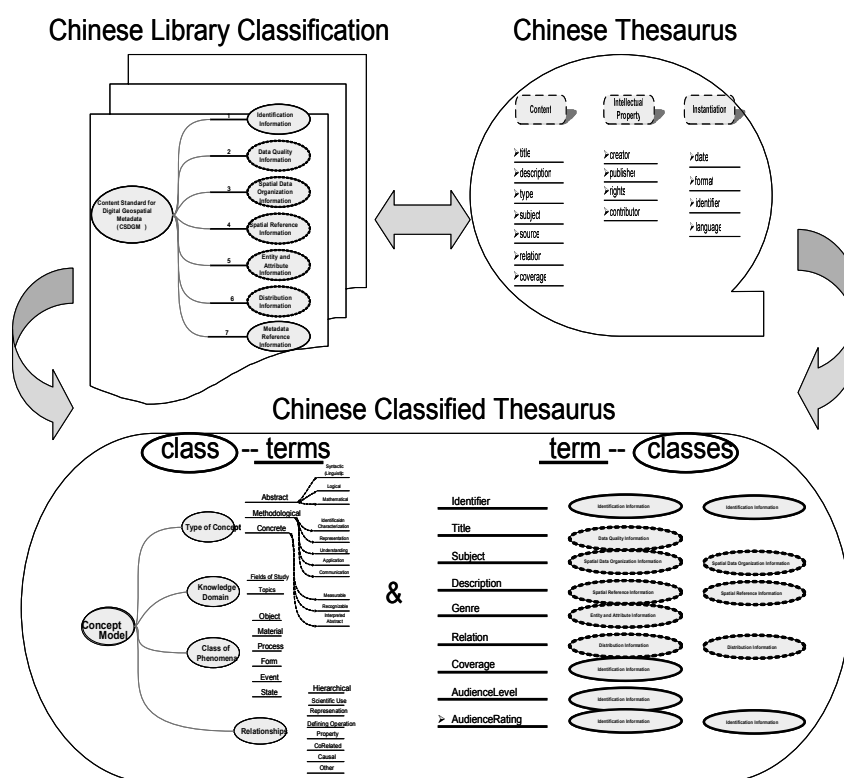 Chinese Library Classification
Chinese Thesaurus
1
Identification
Information
2
Data Quality
Information
3
Spatial Data
Organization
Information
Content Standard for
Digital Geospatial
Metadata
(CSDGM )
4
Spatial Reference
Information
5
Entity and
Attribute
Information
6
Distribution
Information
7
Metadata
Reference
Information
Content
Intellectual
Property
Instantiation
title
description
type
subject
source
relation
coverage
creator
publisher
rights
contributor
date
format
identifier
language
Chinese Classified Thesaurus
class -- terms
term -- classes
Concept
Model
Type of Concept
Abstract
Methodological
Concrete
Syntactic
(Linguistic
Logical
Mathematical
Identification
Characterization
Representation
Understanding
Application
Communication
Measurable
Recognizable
Interpreted
Abstract
Knowledge
Domain
Fields of Study
Topics
Class of
Phenomena
Object
Material
Process
Form
Event
State
Relationships
Hierarchical
Scientific Use
Represenation
Defining Operation
Property
CoRelated
Causal
Other
&
Identifier
Identification Information
Identification Information
Title
Data Quality Information
Subject
Spatial Data Organization Information
Spatial Data Organization Information
Description
Spatial Reference Information
Spatial Reference Information
Genre
Entity and Attribute Information
Relation
Distribution Information
Distribution Information
Coverage
Identification Information
AudienceLevel
Identification Information
AudienceRating
Identification Information
Identification Information